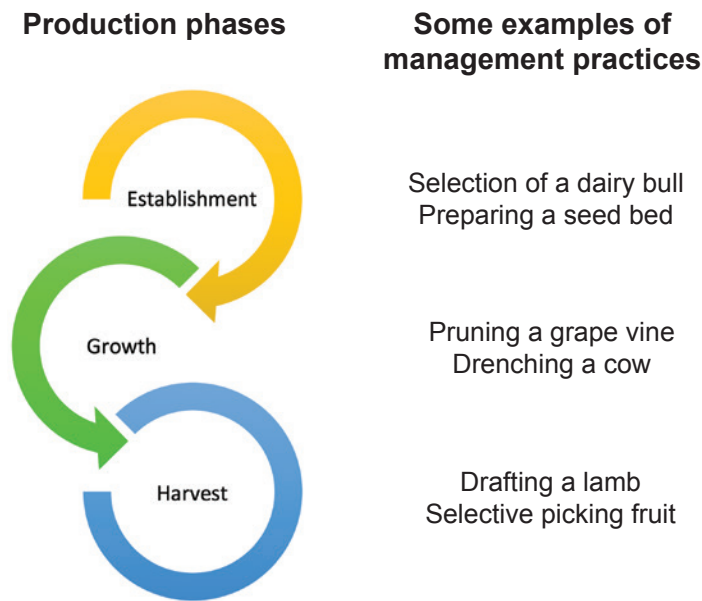 Production phases
Some examples of
management practices
Establishment
Selection of a dairy bull
Preparing a seed bed
Growth
Pruning a grape vine
Drenching a cow
Harvest
Drafting a lamb
Selective picking fruit